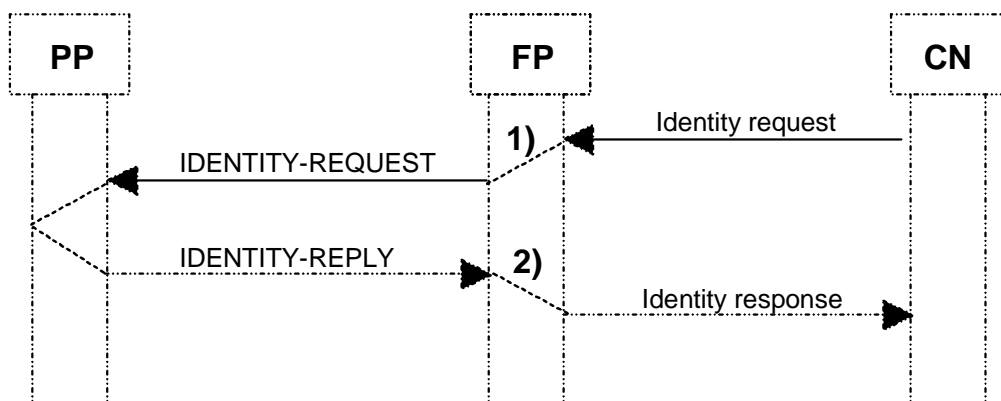 PP
FP
CN
Identity request
1)
IDENTITY-REQUEST
IDENTITY-REPLY
2)
Identity response